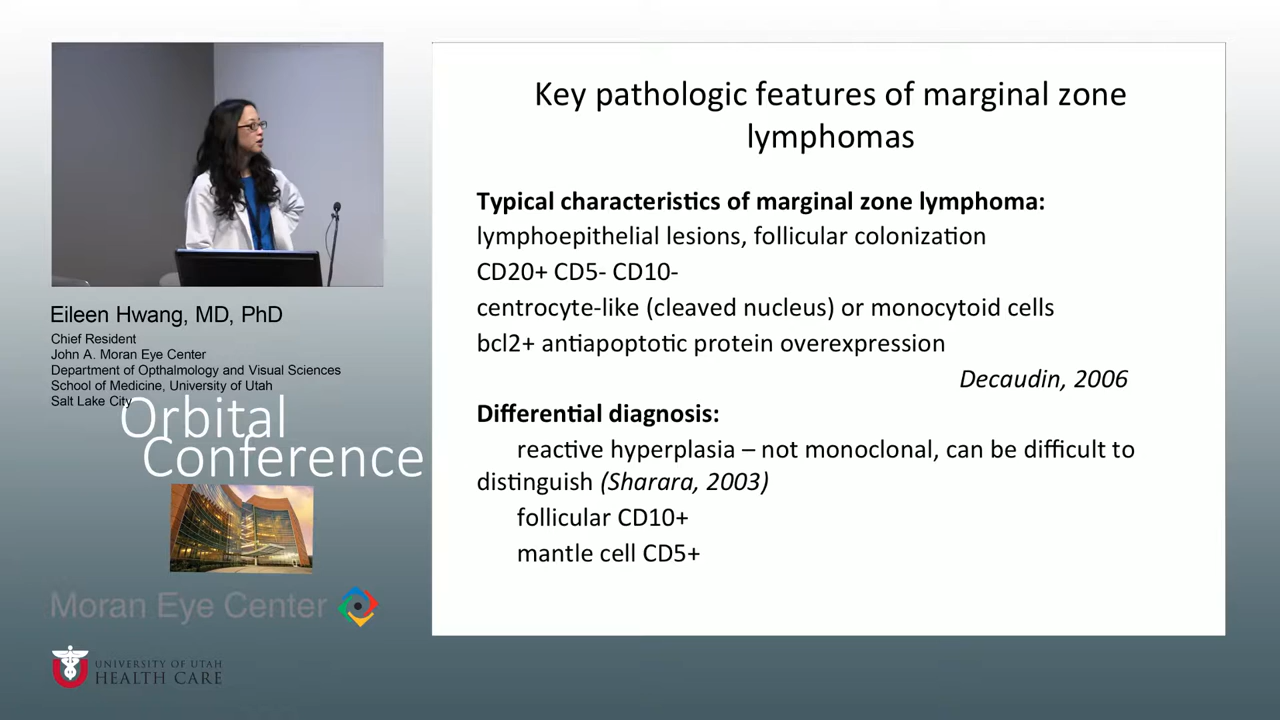 Key pathologic features of marginal zone
lymphomas
Typical characteristics of marginal zone lymphoma:
lymphoepithelial lesions, follicular colonization
CD20+ CD5- CD10-
centrocyte-like (cleaved nucleus) or monocytoid cells
bcl2+ antiapoptotic protein overexpression
Decaudin, 2006
Differential diagnosis:
reactive hyperplasia – not monoclonal, can be difficult to
distinguish (Sharara, 2003)
follicular CD10+
mantle cell CD5+
Eileen Hwang, MD, PhD
Chief Resident
John A. Moran Eye Center
Department of Opthalmology and Visual Sciences
School of Medicine, University of Utah
Salt Lake City
Orbital
Conference
Moran Eye Center
UNIVERSITY OF UTAH
HEALTH CARE